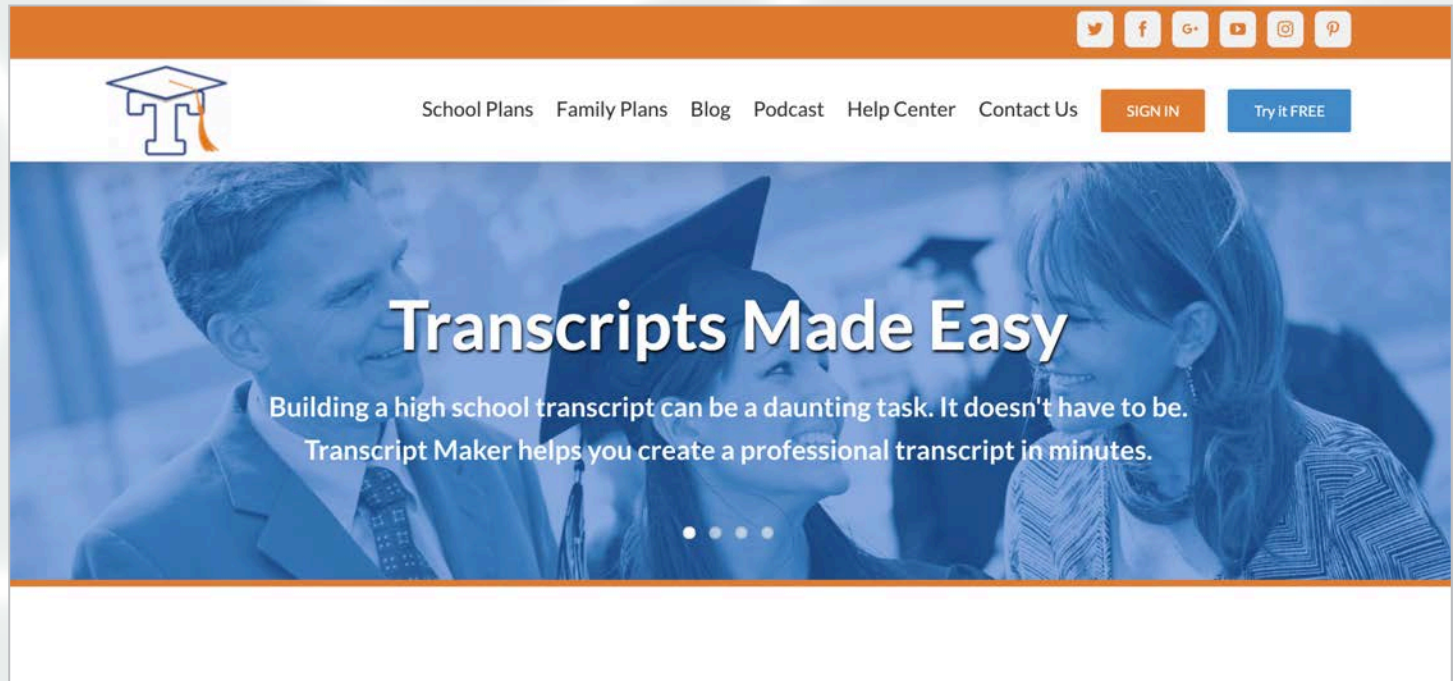 School Plans Family Plans Blog Podcast Help Center Contact Us SIGN IN Try it FREE
Transcripts Made Easy
Building a high school transcript can be a daunting task. It doesn't have to be.
Transcript Maker helps you create a professional transcript in minutes.